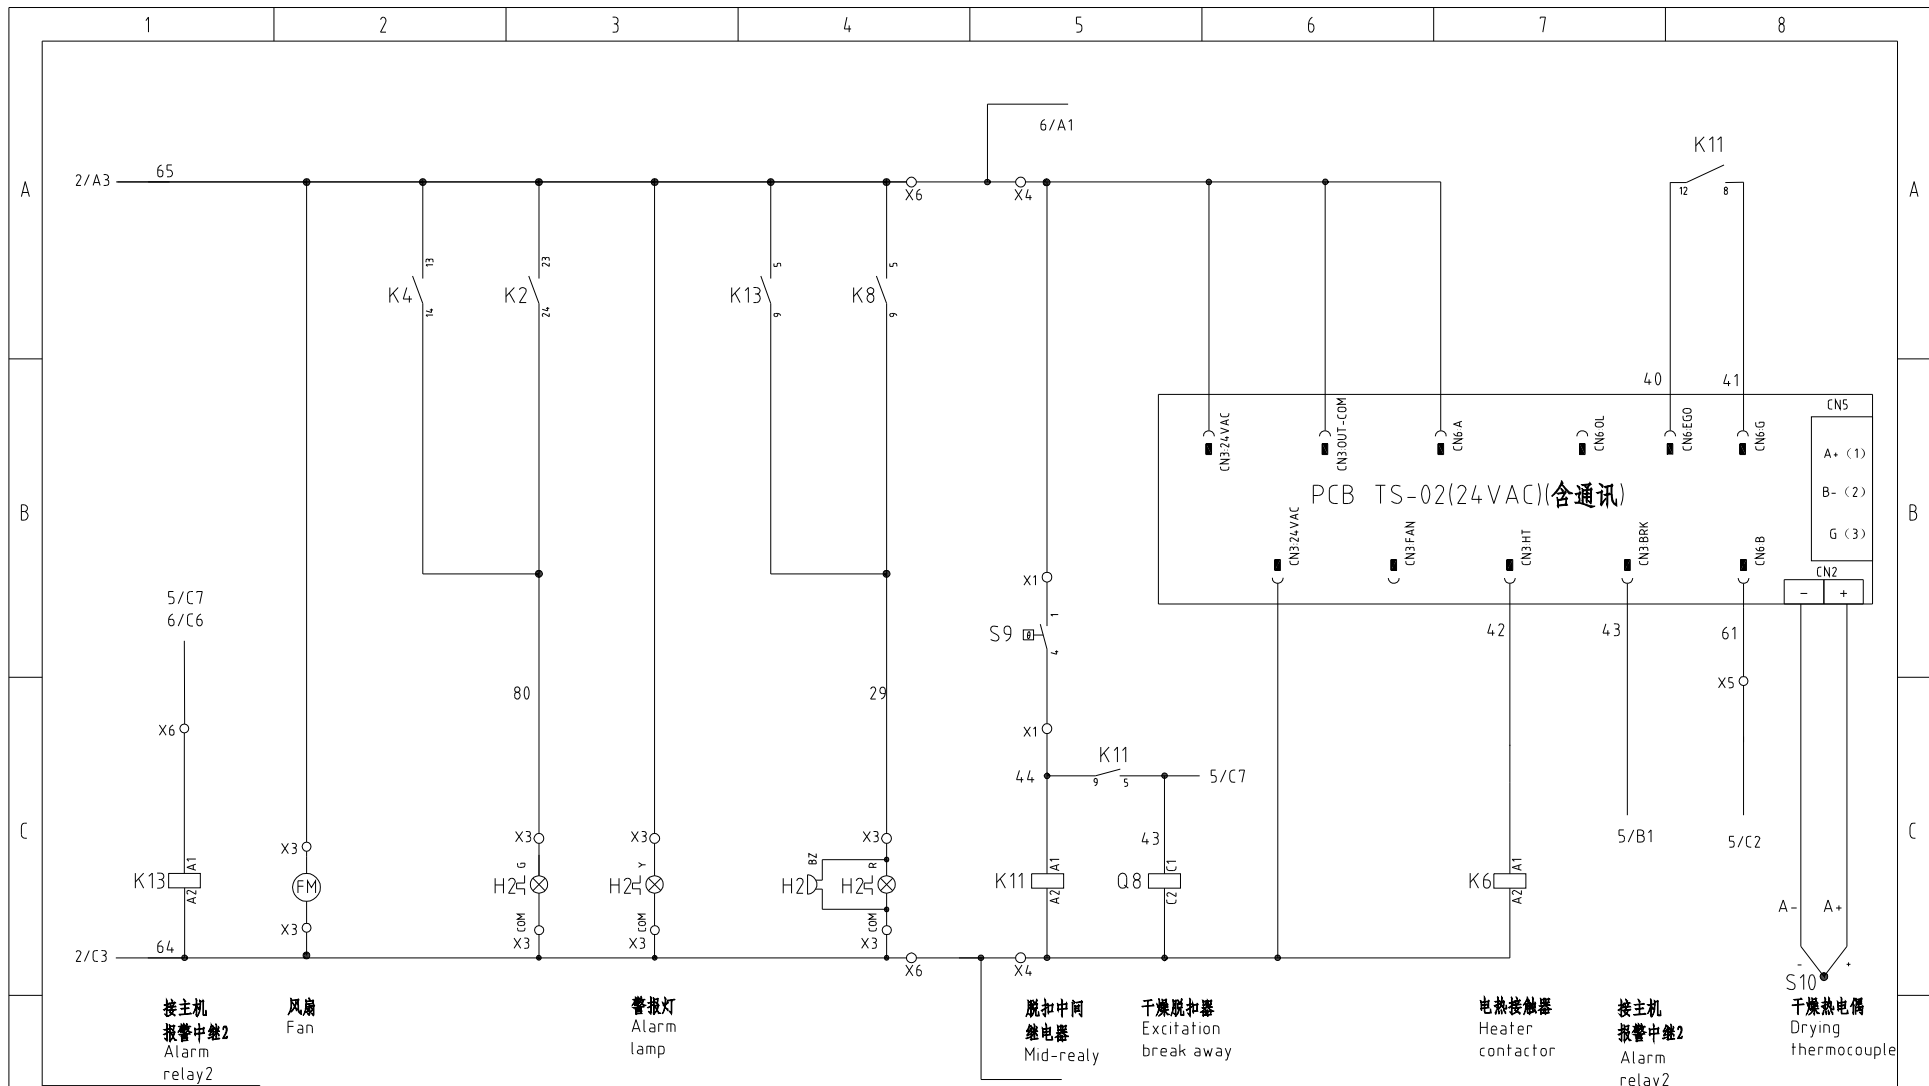 1 2 3 4 5 6 7 8
6/A1
K11
2/A3 65
A A
X6 X4
12 8
13 23 5 5
K4 K2 K13 K8
14 24 9 9
40 41
CN5
CN3:24VAC CN3:OUT-COM CN6:A CN6:OL CN6:EGO CN6:G
A+ (1)
PCB TS-02(24VAC)(含通讯)
B- (2)
B B
G (3)
CN3:24VAC CN3:FAN CN3:HT CN3:BRK CN6:B
CN2
- +
X1
5/C7
6/C6
1
S9
4
42 43 61
80 29
X5
X6 X1
K11
44 9 5 5/C7
C C
X3 X3 X3 X3
43
5/B1 5/C2
G Y BZ R
A1 A1 C1 A1
K13 FM H2 H2 H2 H2 K11 Q8 K6
A2 A2 C2 A2
A- A+
COM COM COM
X3 X3 X3 X3
2/C3 64
X6 X4
- +
S10
接主机
报警中继2
Alarm
relay2
风扇
Fan
警报灯
Alarm
lamp
脱扣中间
继电器
Mid-realy
干燥脱扣器
Excitation
break away
电热接触器
Heater
contactor
接主机
报警中继2
Alarm
relay2
干燥热电偶
Drying
thermocouple